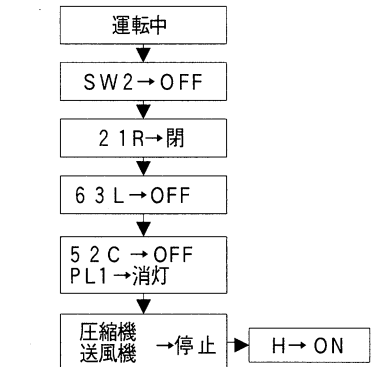 運転中
SW2→OFF
21R→閉
63L→OFF
52C→OFF
PL1→消灯
圧縮機
送風機 →停止
H→ON